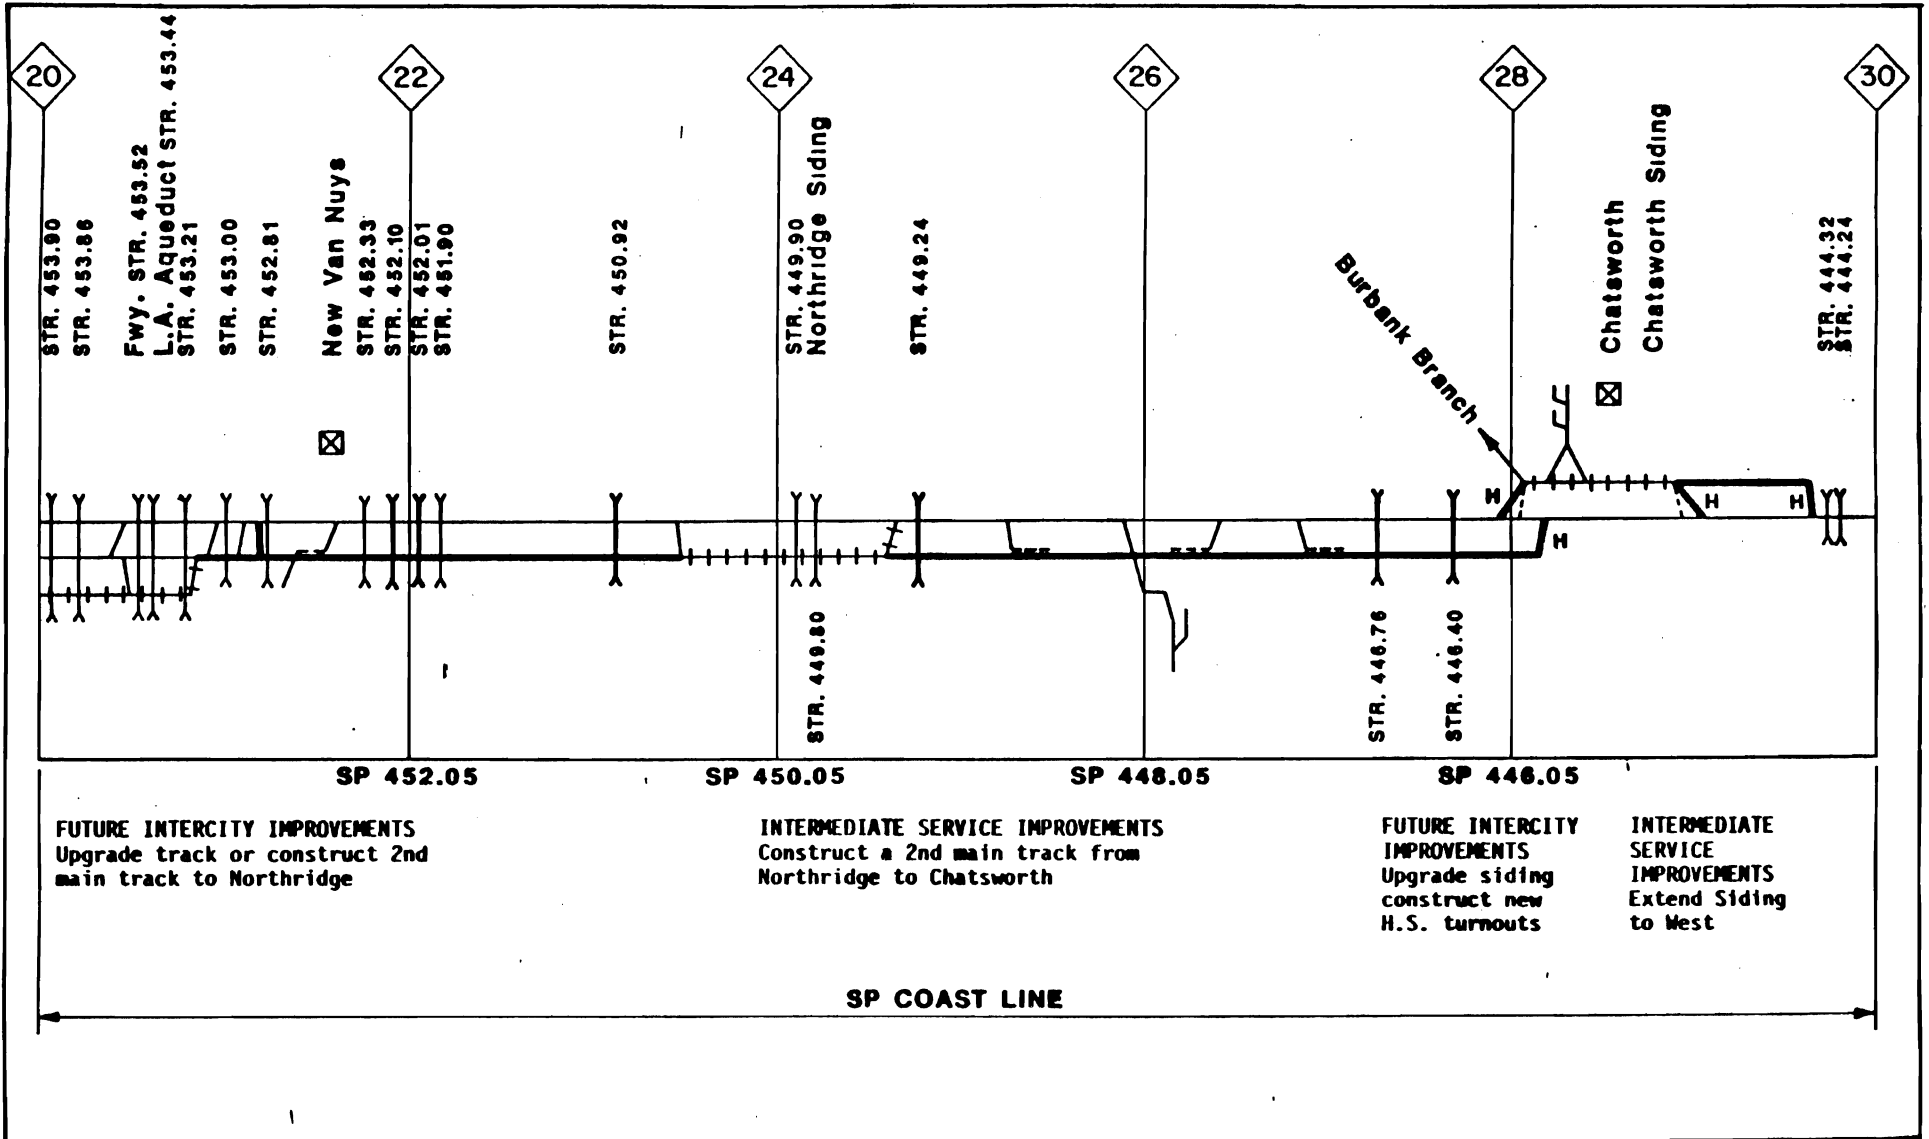 20
22
24
26
28
30
STR. 453.90
STR. 453.86
Fwy. STR. 453.52
L.A. Aqueduct STR. 453.44
STR. 453.21
STR. 453.00
STR. 452.81
New Van Nuys
STR. 452.33
STR. 452.10
STR. 452.01
STR. 451.90
STR. 450.92
STR. 449.90
Northridge Siding
STR. 449.24
Burbank Branch
Chatsworth
Chatsworth Siding
STR. 444.32
STR. 444.24
H
H
H
H
STR. 449.80
STR. 446.76
STR. 446.40
SP 452.05
SP 450.05
SP 448.05
SP 446.05
FUTURE INTERCITY IMPROVEMENTS
Upgrade track or construct 2nd
main track to Northridge
INTERMEDIATE SERVICE IMPROVEMENTS
Construct a 2nd main track from
Northridge to Chatsworth
FUTURE INTERCITY
IMPROVEMENTS
Upgrade siding
construct new
H.S. turnouts
INTERMEDIATE
SERVICE
IMPROVEMENTS
Extend Siding
to West
SP COAST LINE